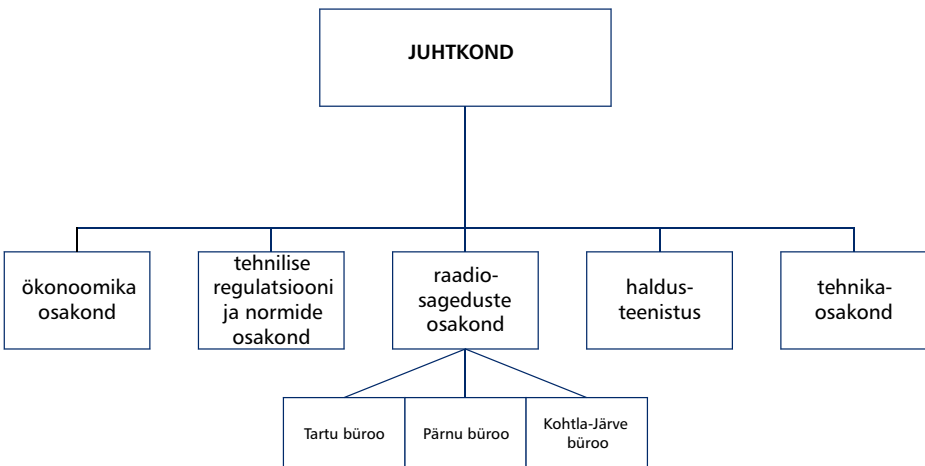 JUHTKOND
ökonoomika
osakond
tehnilise
regulatsiooni
ja normide
osakond
raadio-
sageduste
osakond
haldus-
teenistus
tehnika-
osakond
Tartu büroo
Pärnu büroo
Kohtla-Järve
büroo